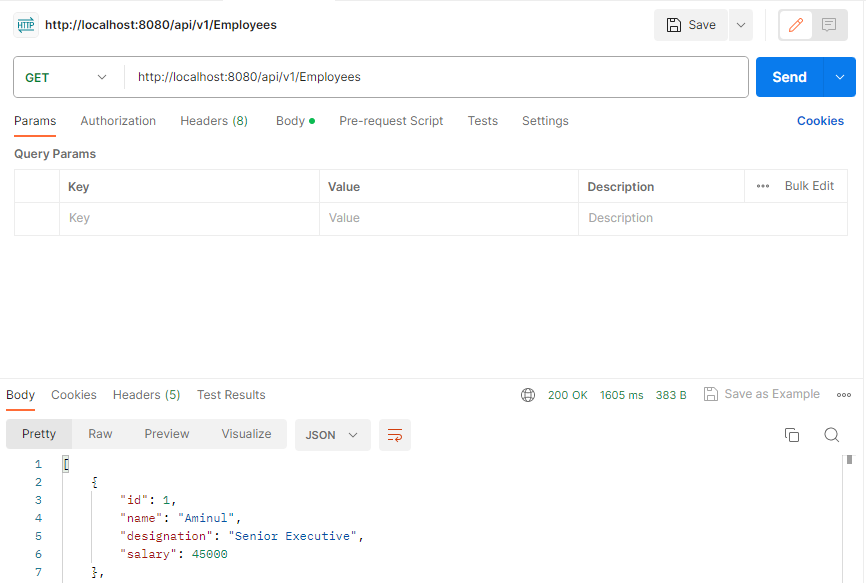 HTTP http://localhost:8080/api/v1/Employees Save
GET http://localhost:8080/api/v1/Employees Send
Params Authorization Headers (8) Body Pre-request Script Tests Settings Cookies
Query Params
Key Value Description Bulk Edit
Key Value Description
Body Cookies Headers (5) Test Results 200 OK 1605 ms 383 B Save as Example
Pretty Raw Preview Visualize JSON
1 [
2 {
3 "id": 1,
4 "name": "Aminul",
5 "designation": "Senior Executive",
6 "salary": 45000
7 },